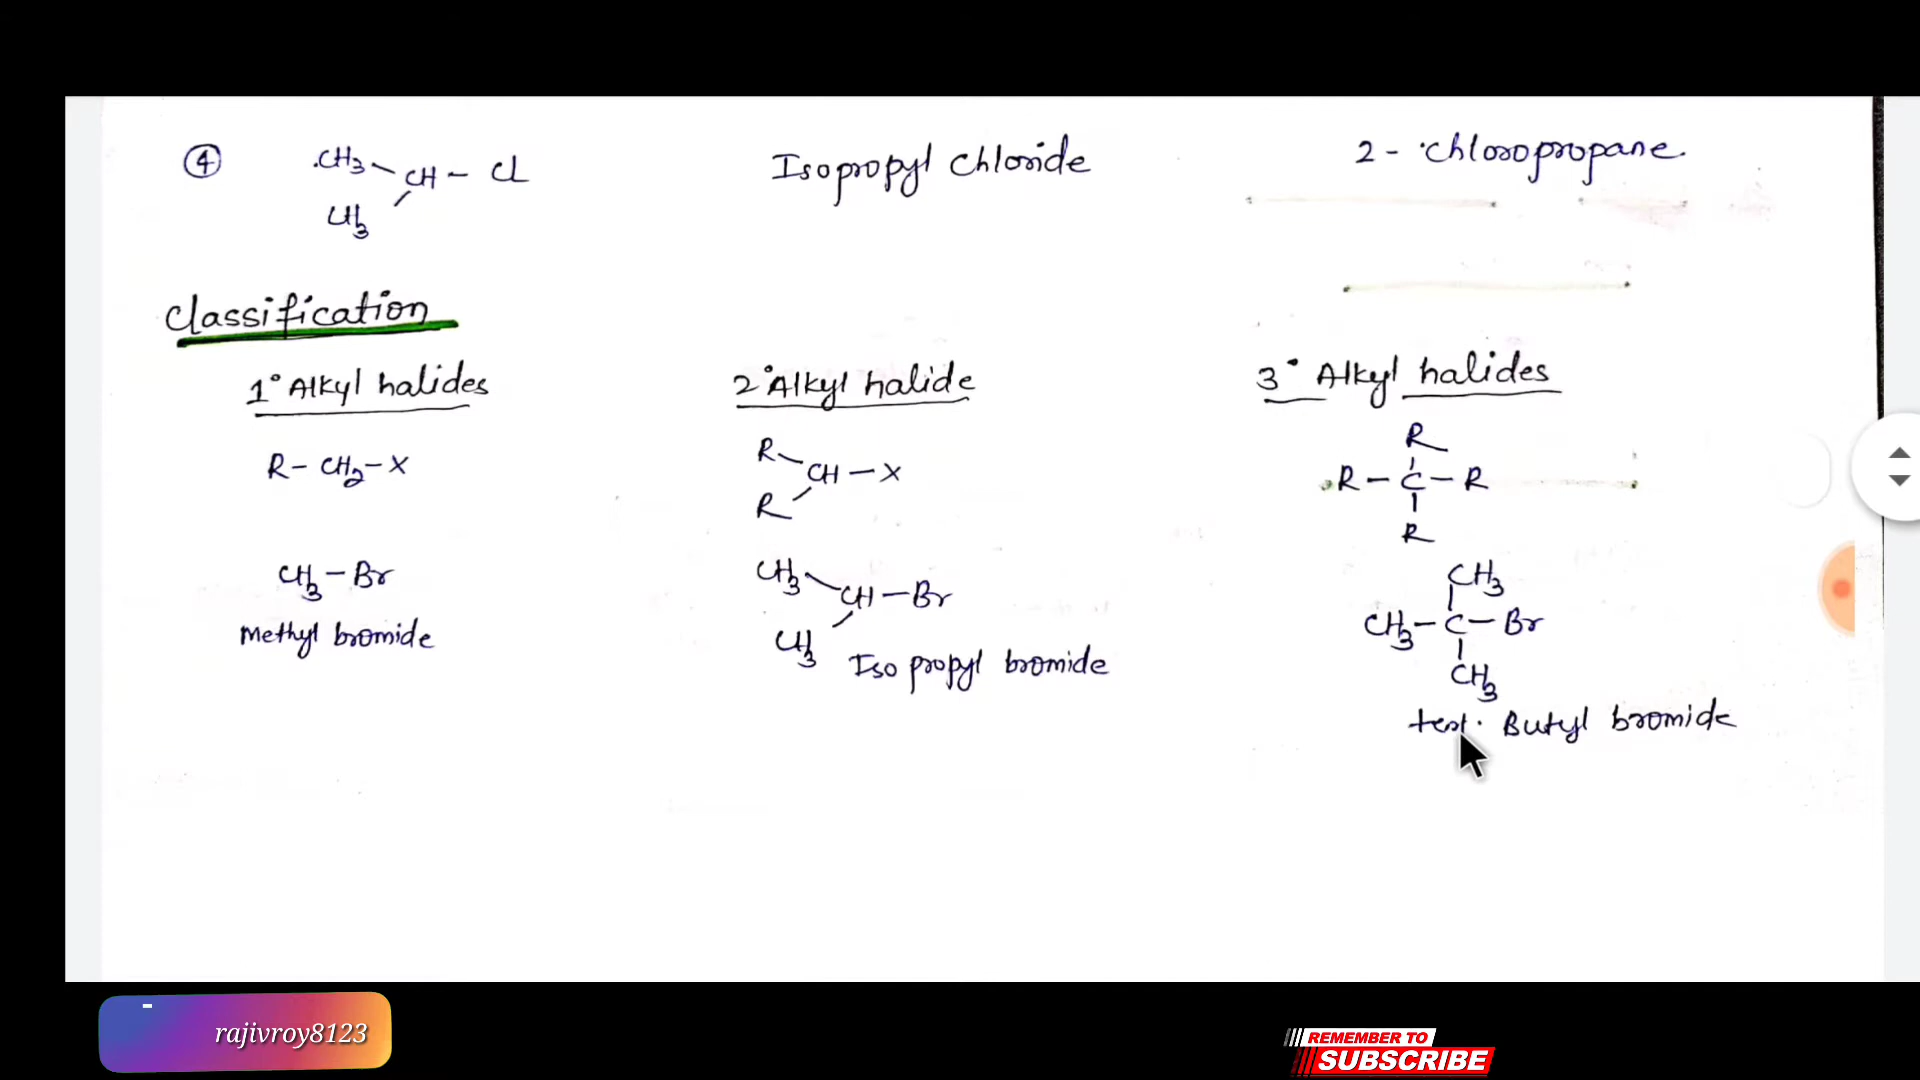 ④ CH3 CH - Cl Isopropyl Chloride 2 - Chloropropane
CH3
Classification
1° Alkyl halides 2° Alkyl halide 3° Alkyl halides
R - CH2 - X
R CH - X
R
R
R - C - R
R
CH3 - Br
Methyl bromide
CH3 CH - Br
CH3
Iso propyl bromide
CH3
CH3 - C - Br
CH3
tert. Butyl bromide
rajivroy8123
REMEMBER TO
SUBSCRIBE